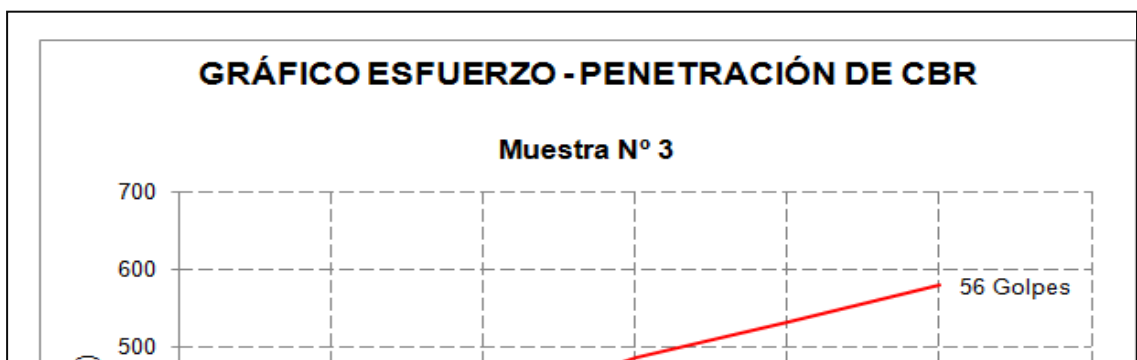 GRÁFICO ESFUERZO - PENETRACIÓN DE CBR
Muestra Nº 3
700
600
56 Golpes
500